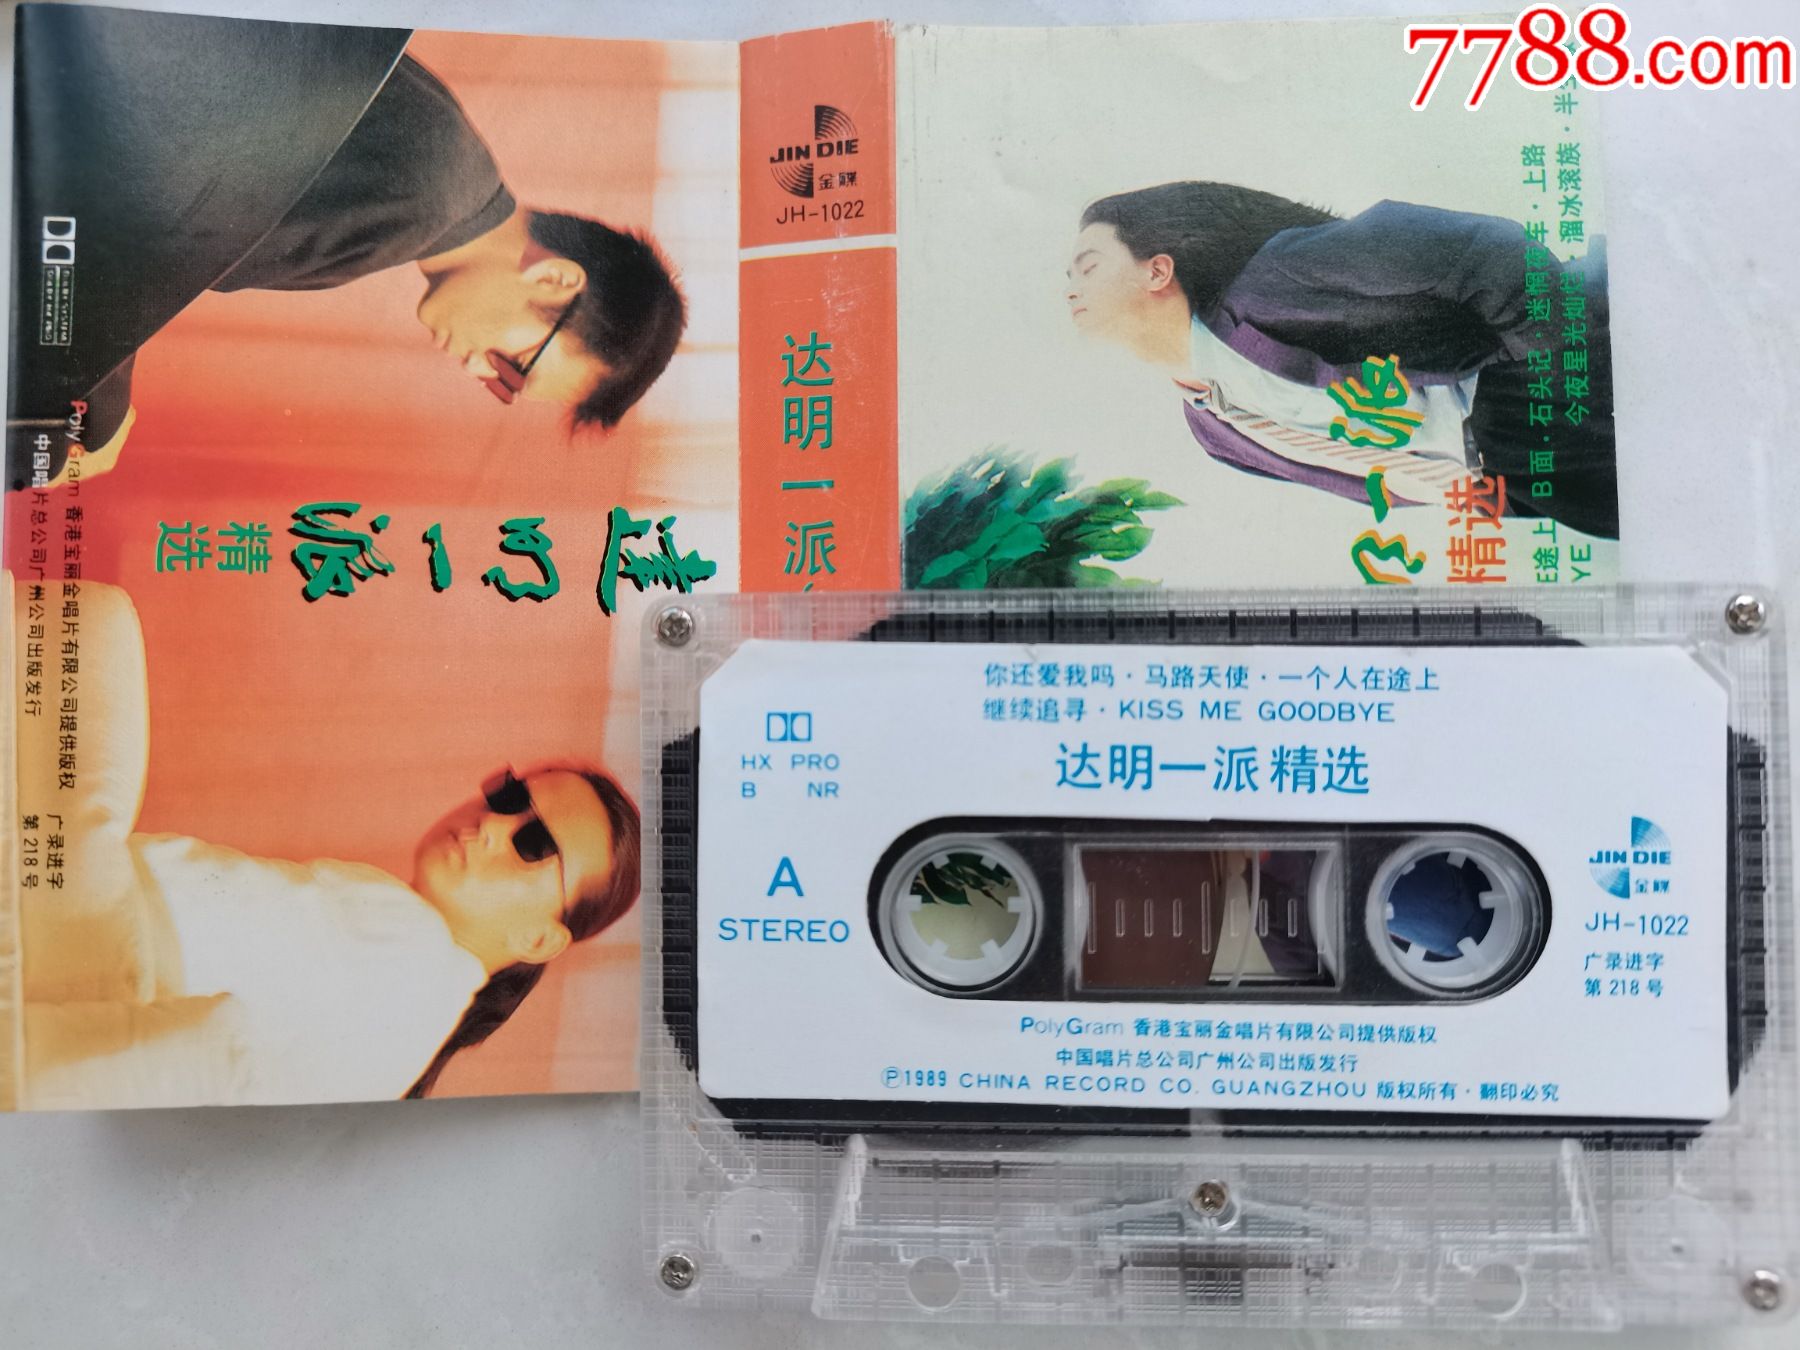 7788.com
JIN DIE
金碟
JH-1022
达明一派
達明一派
精选
PolyGram 香港宝丽金唱片有限公司提供版权
中国唱片总公司广州公司出版发行
广录进字
第218号
一派
精选
E途上 B面·石头记·迷惘夜车·上路
YE
今夜星光灿烂·溜冰滚族·半
你还爱我吗·马路天使·一个人在途上
继续追寻·KISS ME GOODBYE
达明一派精选
HX PRO
B NR
A
STEREO
JIN DIE
金碟
JH-1022
广录进字
第218号
PolyGram 香港宝丽金唱片有限公司提供版权
中国唱片总公司广州公司出版发行
Ⓟ1989 CHINA RECORD CO. GUANGZHOU 版权所有·翻印必究